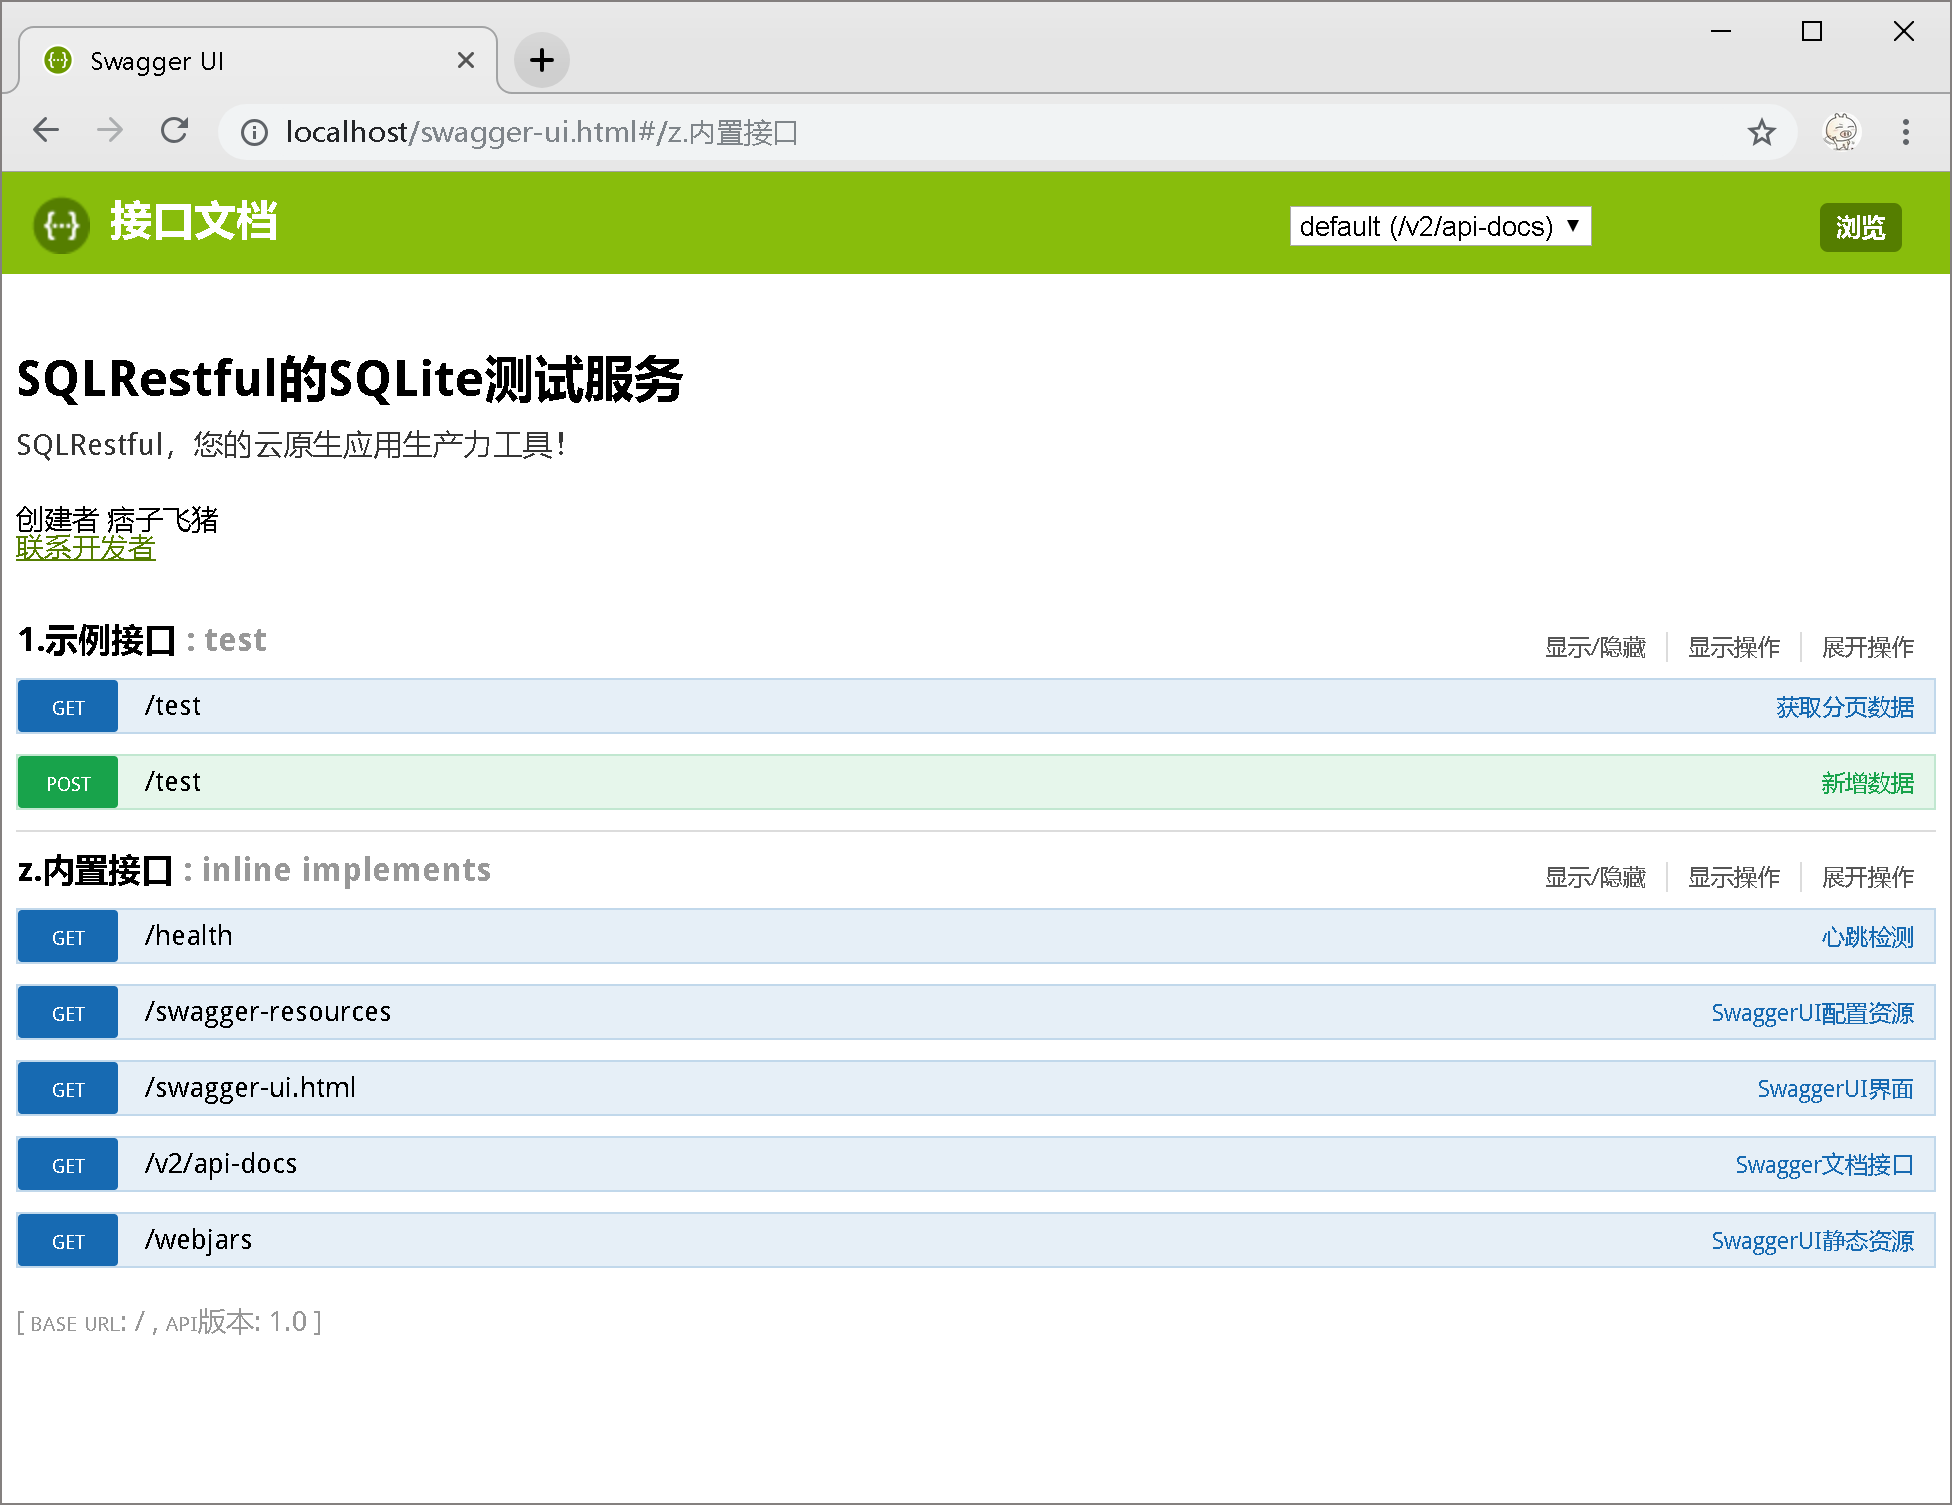 Swagger UI
localhost/swagger-ui.html#/z.内置接口
接口文档
default (/v2/api-docs)
浏览
SQLRestful的SQLite测试服务
SQLRestful，您的云原生应用生产力工具！
创建者 痞子飞猪
联系开发者
1.示例接口 : test
显示/隐藏 显示操作 展开操作
GET /test 获取分页数据
POST /test 新增数据
z.内置接口 : inline implements
显示/隐藏 显示操作 展开操作
GET /health 心跳检测
GET /swagger-resources SwaggerUI配置资源
GET /swagger-ui.html SwaggerUI界面
GET /v2/api-docs Swagger文档接口
GET /webjars SwaggerUI静态资源
[ BASE URL: / , API版本: 1.0 ]